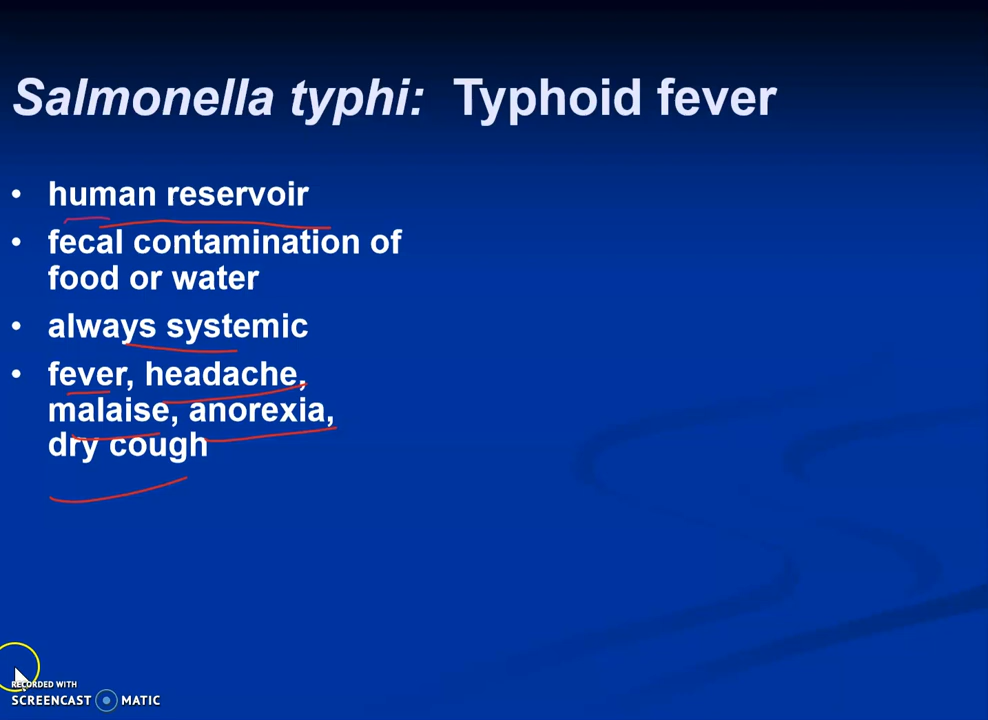 Salmonella typhi: Typhoid fever
• human reservoir
• fecal contamination of
food or water
• always systemic
• fever, headache,
malaise, anorexia,
dry cough
RECORDED WITH
SCREENCAST MATIC